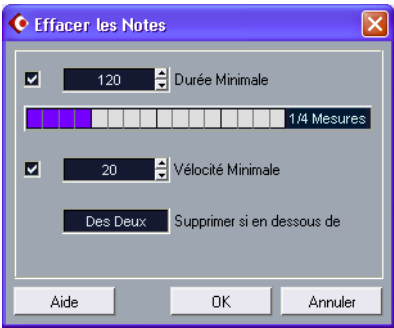 Effacer les Notes
120 Durée Minimale
1/4 Mesures
20 Vélocité Minimale
Des Deux Supprimer si en dessous de
Aide OK Annuler